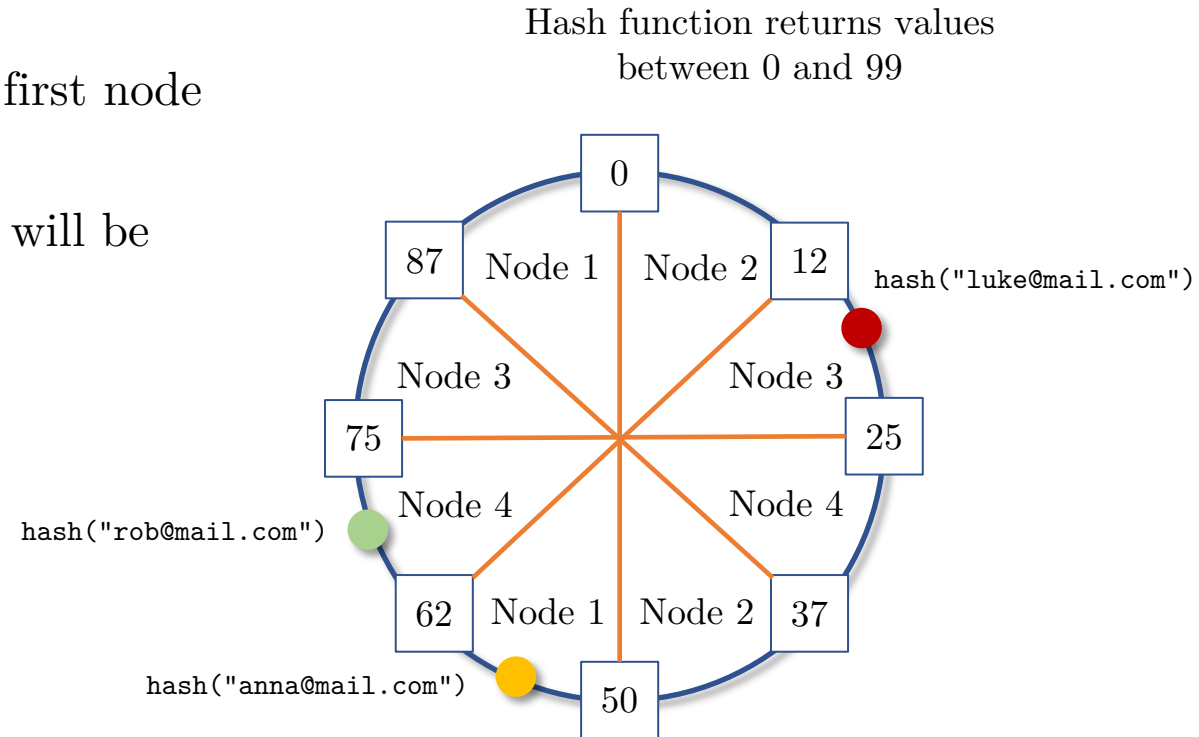 Hash function returns values
between 0 and 99
first node
will be
0
87
Node 1
Node 2
12
hash("luke@mail.com")
Node 3
Node 3
75
25
Node 4
Node 4
hash("rob@mail.com")
62
Node 1
Node 2
37
hash("anna@mail.com")
50